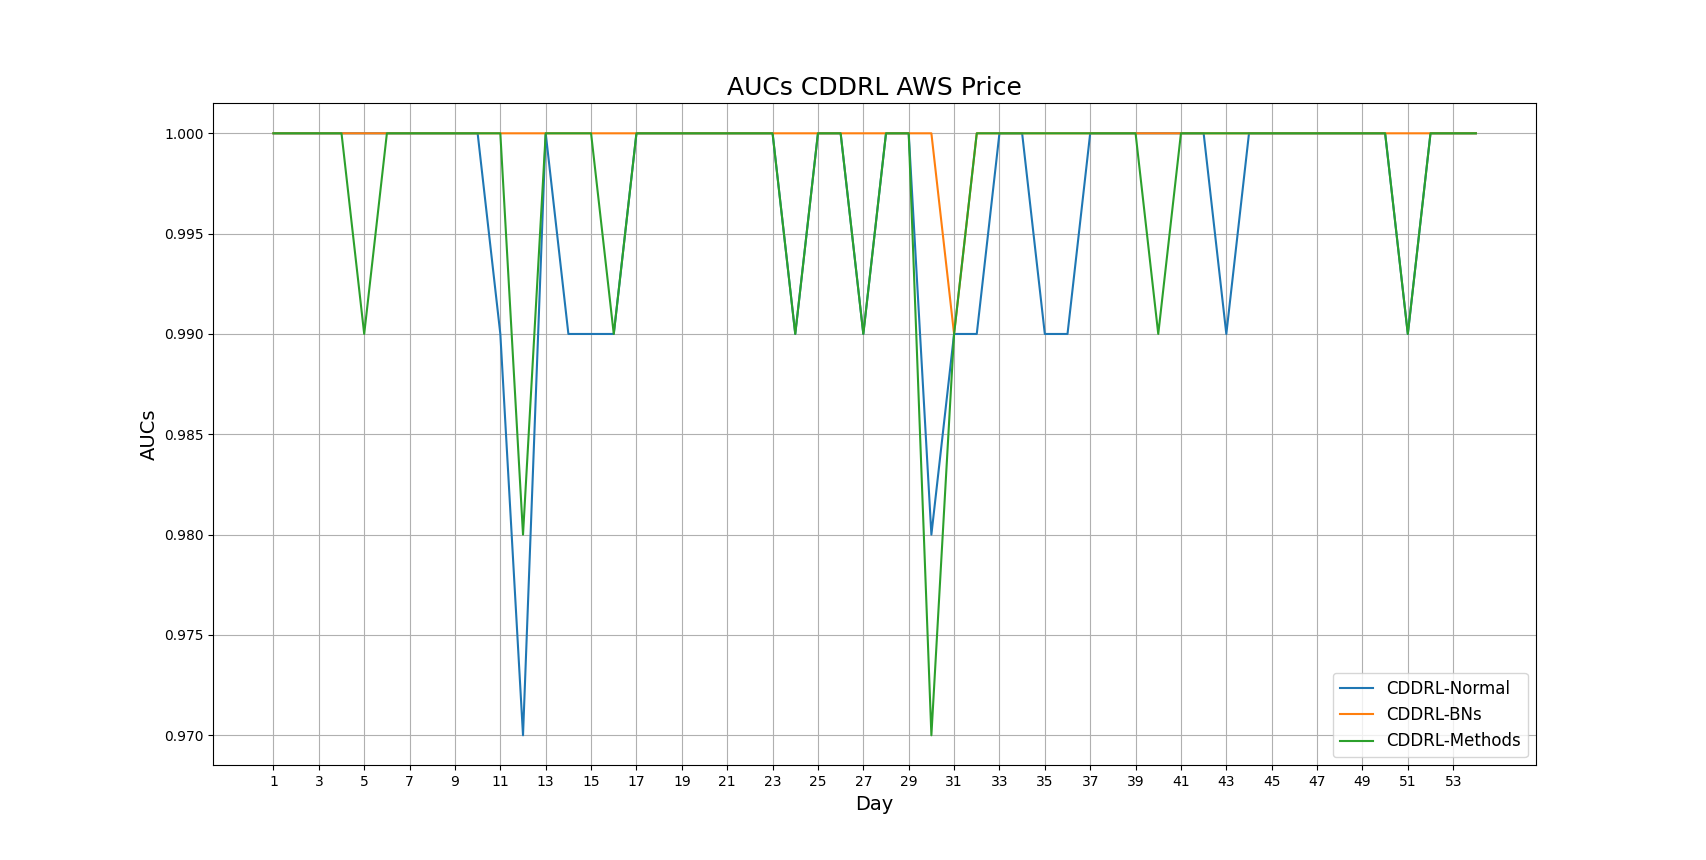 AUCs CDDRL AWS Price
1.000
0.995
0.990
0.985
0.980
0.975
0.970
AUCs
1 3 5 7 9 11 13 15 17 19 21 23 25 27 29 31 33 35 37 39 41 43 45 47 49 51 53
Day
CDDRL-Normal
CDDRL-BNs
CDDRL-Methods